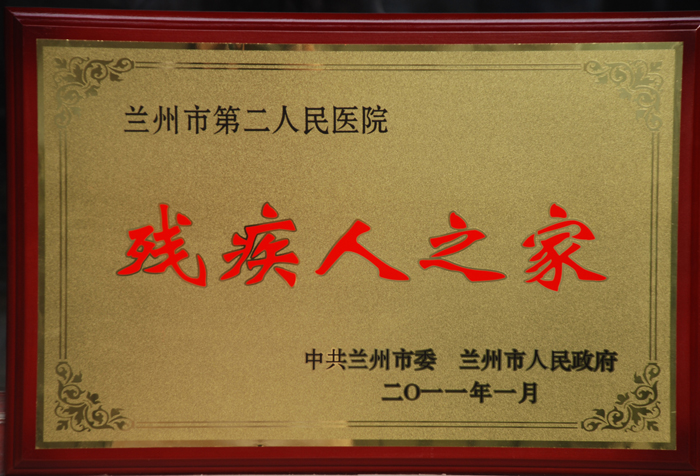 兰州市第二人民医院
残疾人之家
中共兰州市委 兰州市人民政府
二〇一一年一月